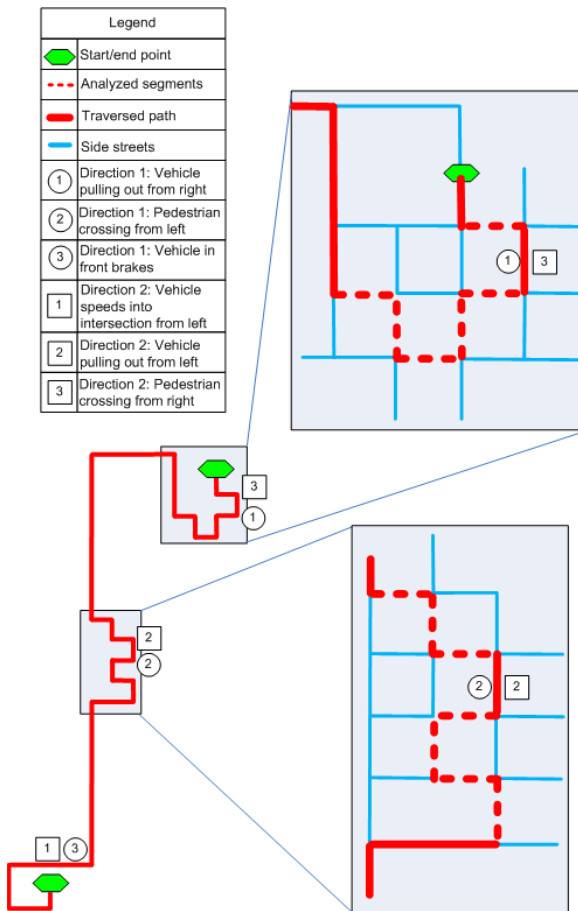 Legend
Start/end point
Analyzed segments
Traversed path
Side streets
1
Direction 1: Vehicle
pulling out from right
2
Direction 1: Pedestrian
crossing from left
3
Direction 1: Vehicle in
front brakes
1
Direction 2: Vehicle
speeds into
intersection from left
2
Direction 2: Vehicle
pulling out from left
3
Direction 2: Pedestrian
crossing from right
1 3
3
1
2
2
2 2
1 3